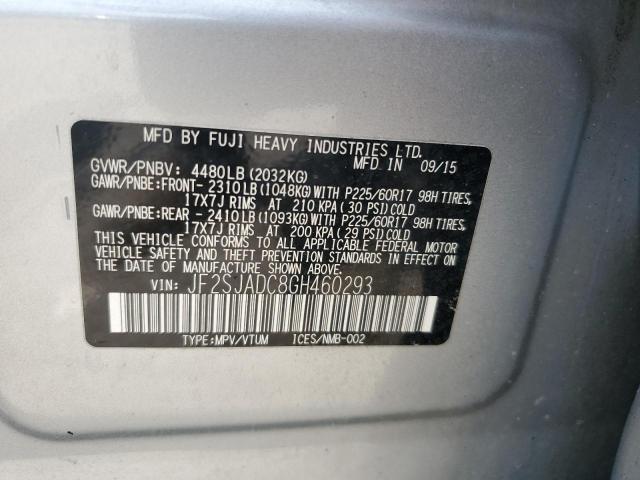 MFD BY FUJI HEAVY INDUSTRIES LTD.
MFD IN 09/15
GVWR/PNBV: 4480LB (2032KG)
GAWR/PNBE:FRONT- 2310LB (1048KG) WITH P225/60R17 98H TIRES,
17X7J RIMS AT 210 KPA ( 30 PSI) COLD
GAWR/PNBE:REAR - 2410LB (1093KG) WITH P225/60R17 98H TIRES,
17X7J RIMS AT 200 KPA ( 29 PSI) COLD
THIS VEHICLE CONFORMS TO ALL APPLICABLE FEDERAL MOTOR
VEHICLE SAFETY AND THEFT PREVENTION STANDARDS IN EFFECT ON
THE DATE OF MANUFACTURE SHOWN ABOVE.
VIN: JF2SJADC8GH460293
TYPE:MPV/VTUM ICES/NMB-002